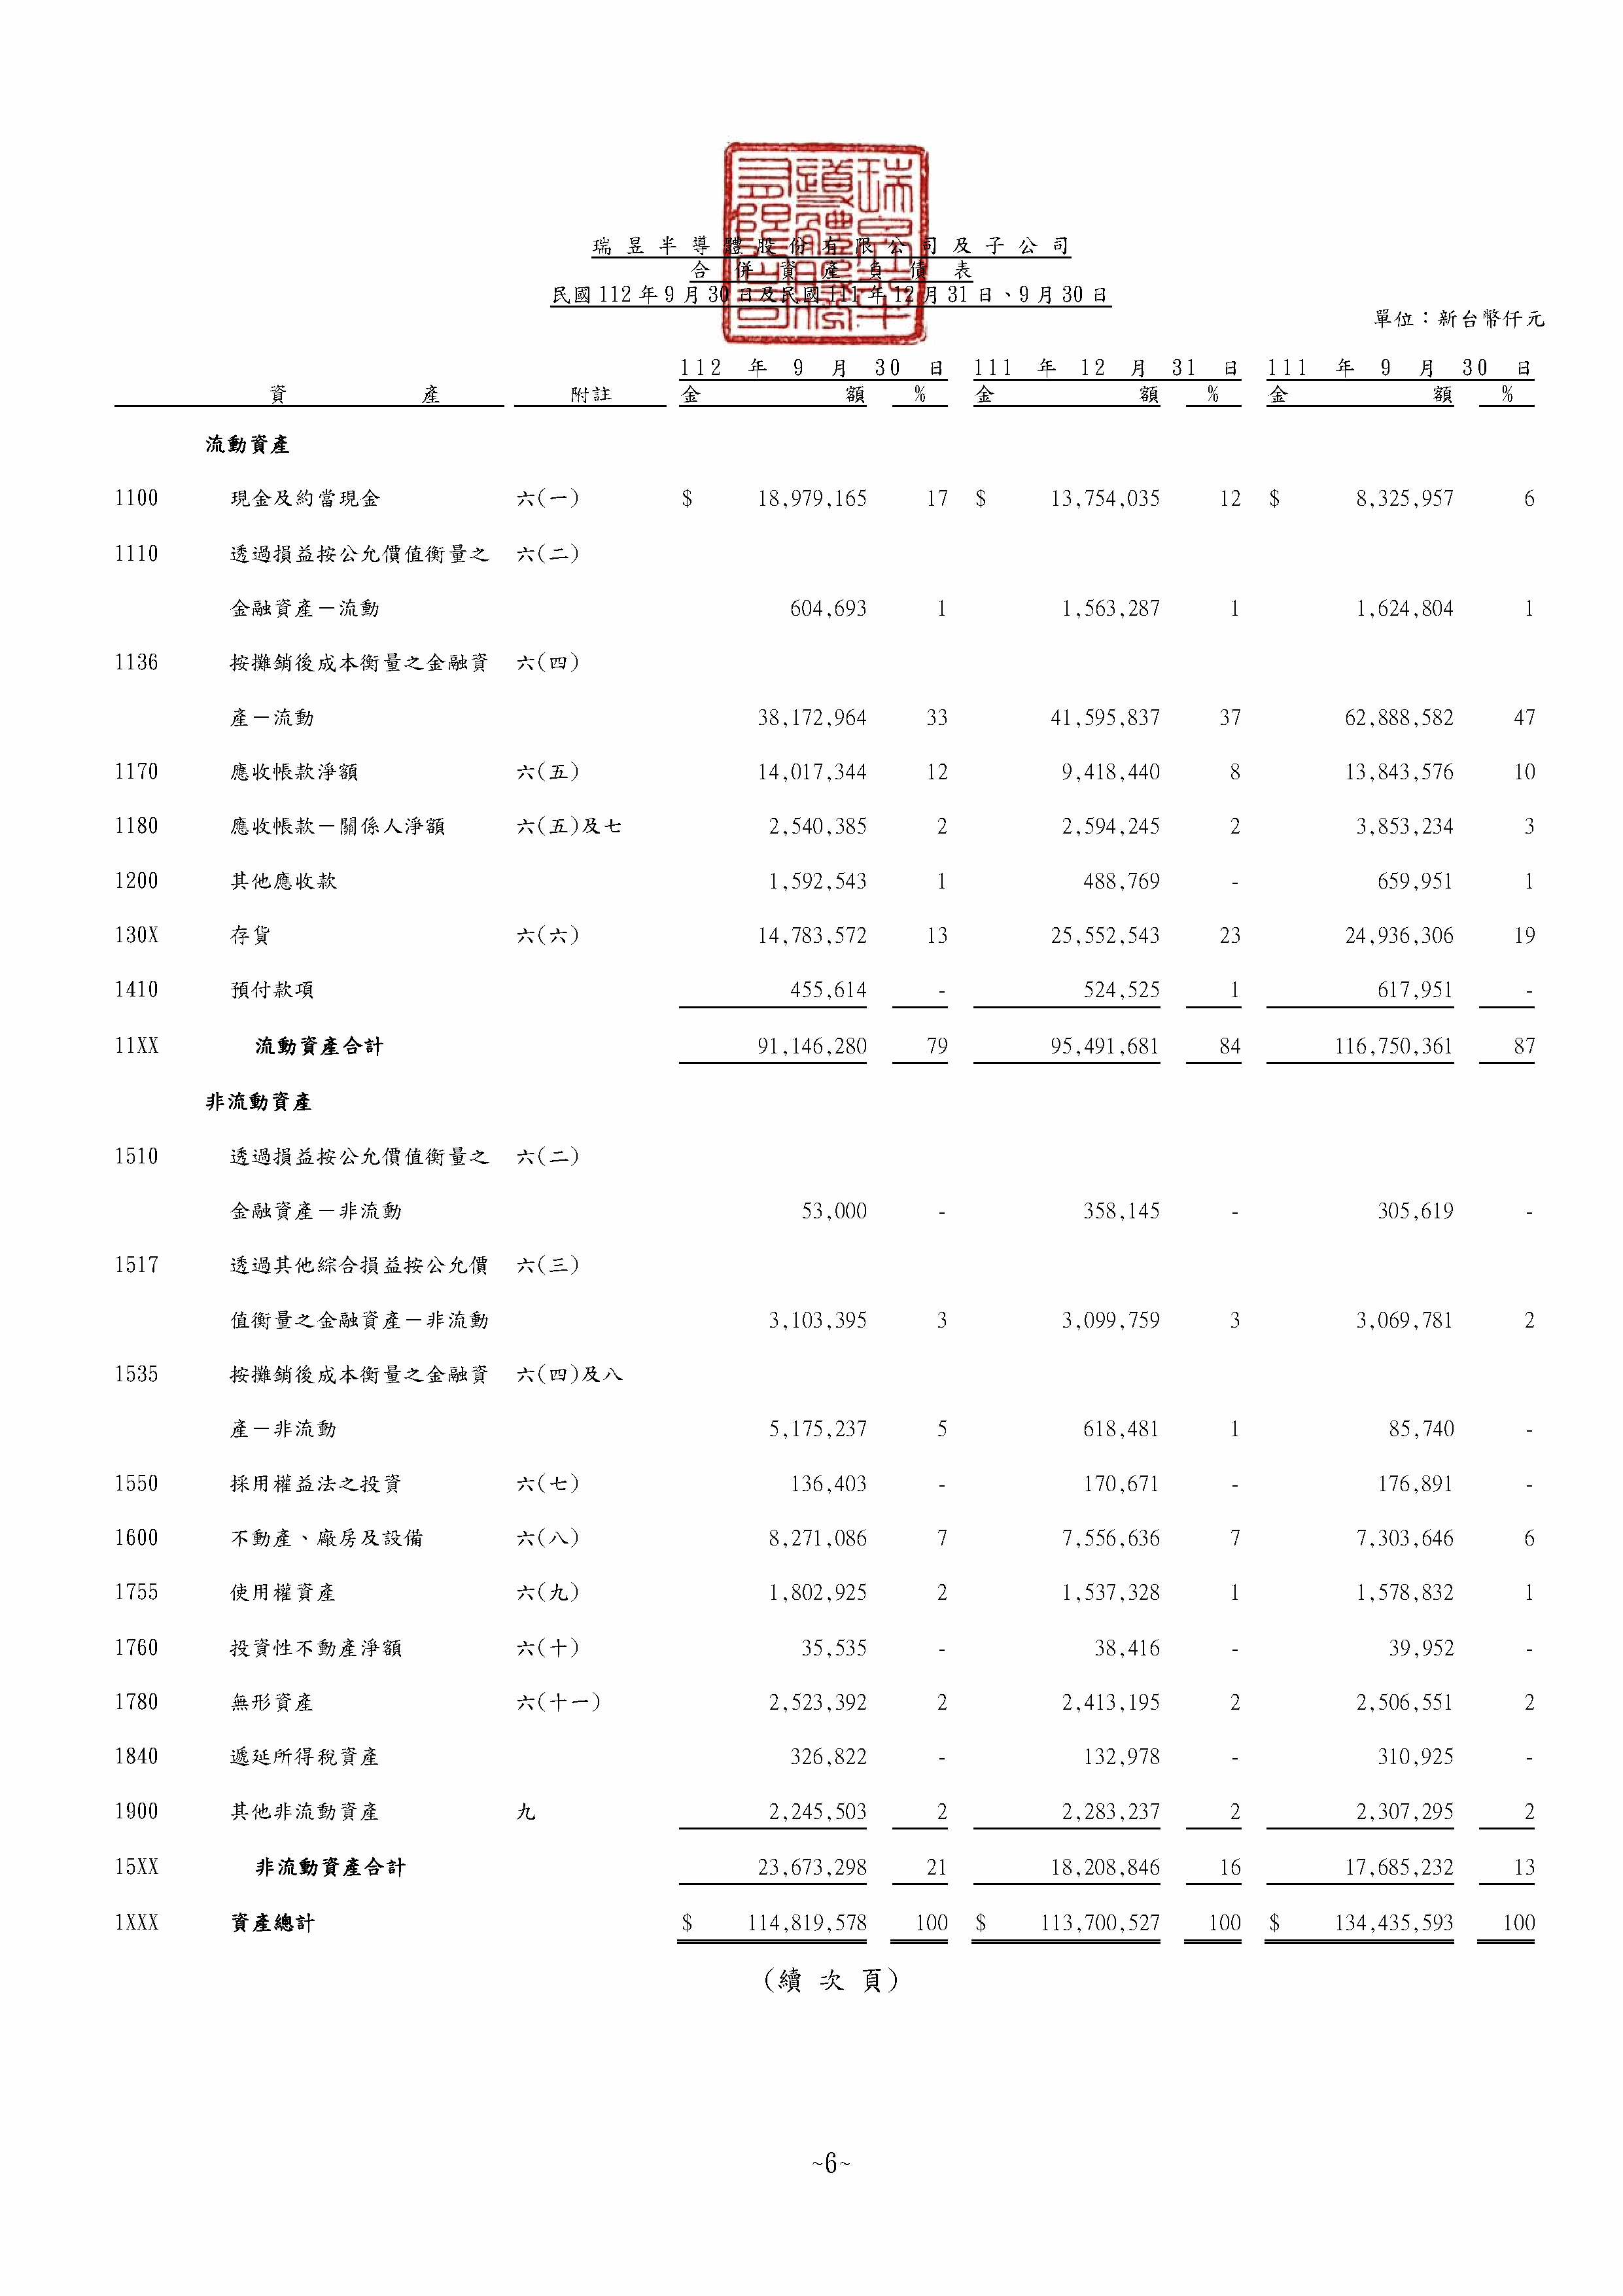 瑞昱半導體股份有限公司及子公司
合併資產負債表
民國112年9月30日及民國111年12月31日、9月30日
單位：新台幣仟元
112 年 9 月 30 日 111 年 12 月 31 日 111 年 9 月 30 日
資 產 附註 金 額 % 金 額 % 金 額 %
流動資產
1100 現金及約當現金 六(一) $ 18,979,165 17 $ 13,754,035 12 $ 8,325,957 6
1110 透過損益按公允價值衡量之 六(二)
金融資產－流動 604,693 1 1,563,287 1 1,624,804 1
1136 按攤銷後成本衡量之金融資 六(四)
產－流動 38,172,964 33 41,595,837 37 62,888,582 47
1170 應收帳款淨額 六(五) 14,017,344 12 9,418,440 8 13,843,576 10
1180 應收帳款－關係人淨額 六(五)及七 2,540,385 2 2,594,245 2 3,853,234 3
1200 其他應收款 1,592,543 1 488,769 - 659,951 1
130X 存貨 六(六) 14,783,572 13 25,552,543 23 24,936,306 19
1410 預付款項 455,614 - 524,525 1 617,951 -
11XX 流動資產合計 91,146,280 79 95,491,681 84 116,750,361 87
非流動資產
1510 透過損益按公允價值衡量之 六(二)
金融資產－非流動 53,000 - 358,145 - 305,619 -
1517 透過其他綜合損益按公允價 六(三)
值衡量之金融資產－非流動 3,103,395 3 3,099,759 3 3,069,781 2
1535 按攤銷後成本衡量之金融資 六(四)及八
產－非流動 5,175,237 5 618,481 1 85,740 -
1550 採用權益法之投資 六(七) 136,403 - 170,671 - 176,891 -
1600 不動產、廠房及設備 六(八) 8,271,086 7 7,556,636 7 7,303,646 6
1755 使用權資產 六(九) 1,802,925 2 1,537,328 1 1,578,832 1
1760 投資性不動產淨額 六(十) 35,535 - 38,416 - 39,952 -
1780 無形資產 六(十一) 2,523,392 2 2,413,195 2 2,506,551 2
1840 遞延所得稅資產 326,822 - 132,978 - 310,925 -
1900 其他非流動資產 九 2,245,503 2 2,283,237 2 2,307,295 2
15XX 非流動資產合計 23,673,298 21 18,208,846 16 17,685,232 13
1XXX 資產總計 $ 114,819,578 100 $ 113,700,527 100 $ 134,435,593 100
(續 次 頁)
~6~